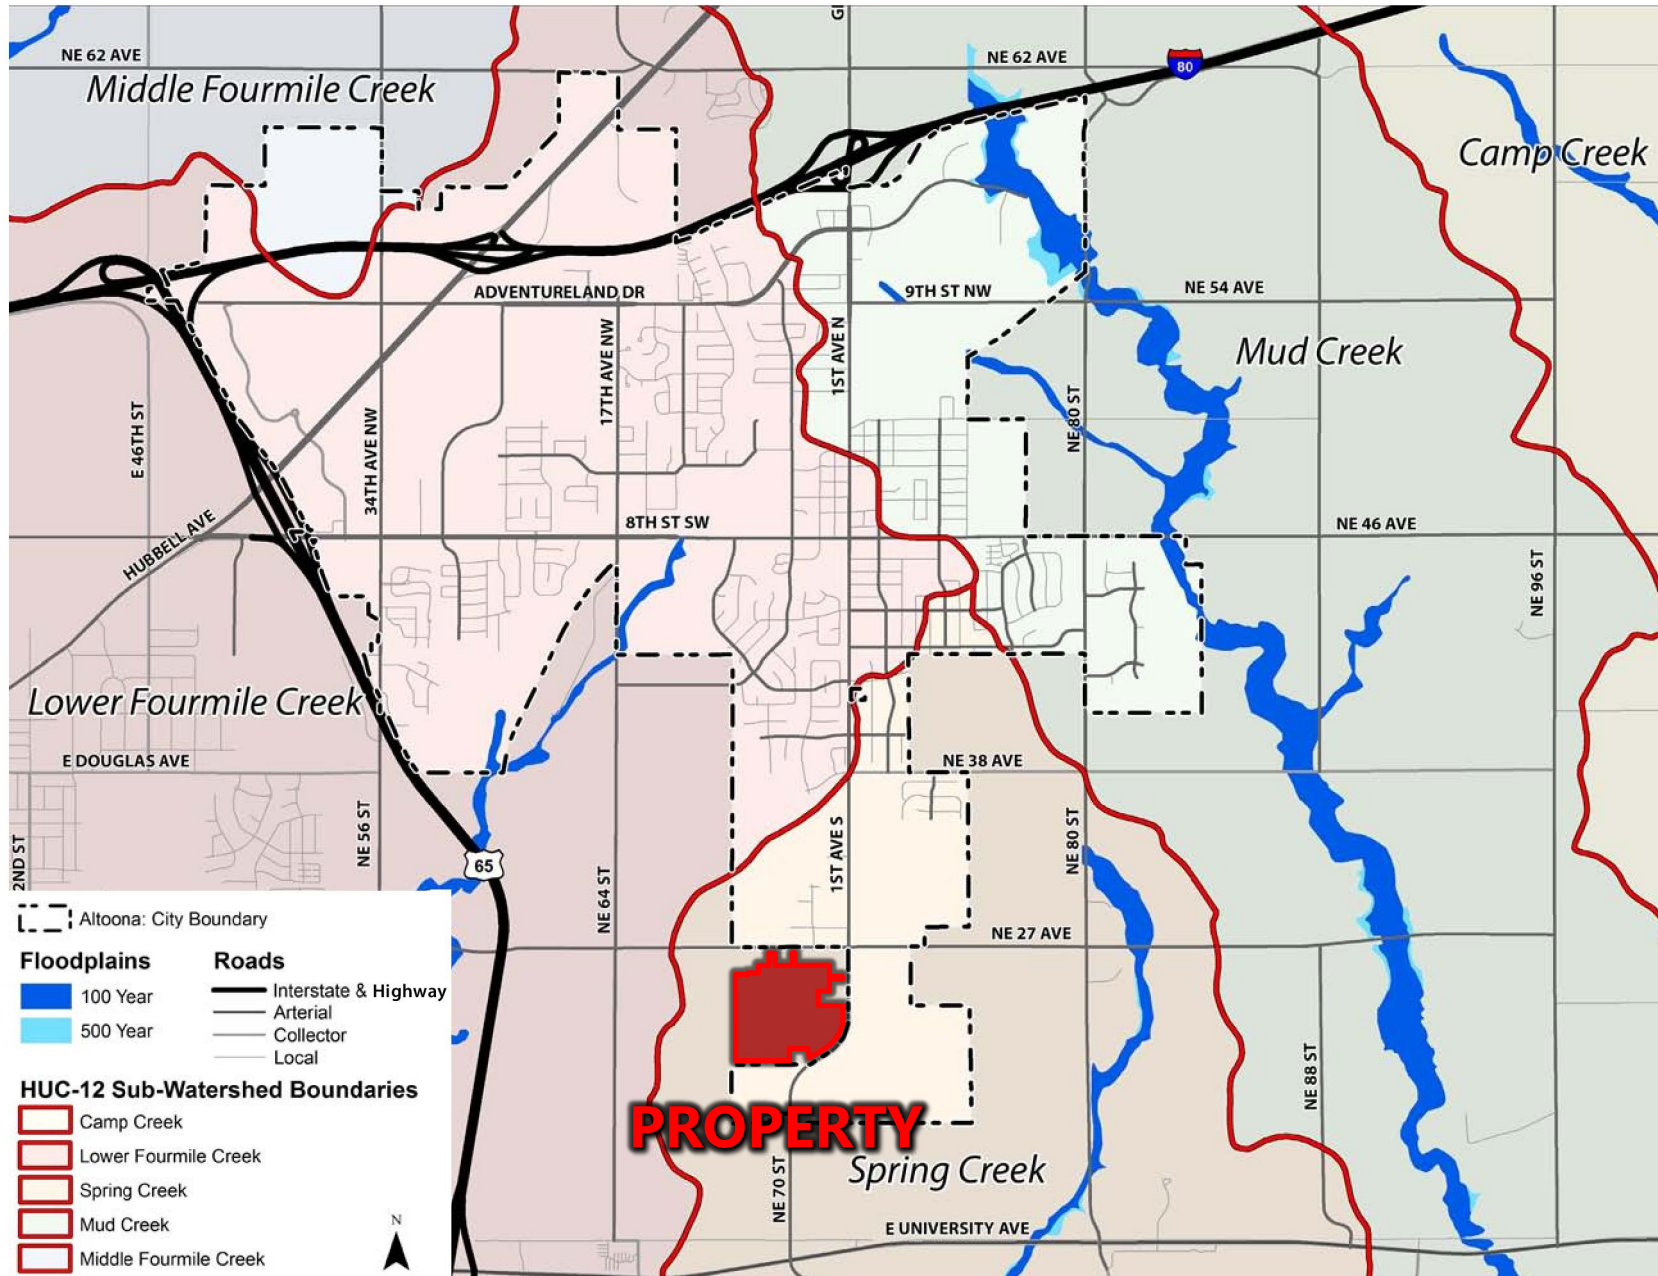 GI
NE 62 AVE
NE 62 AVE
80
Middle Fourmile Creek
Camp Creek
ADVENTURELAND DR
9TH ST NW
NE 54 AVE
17TH AVE NW
1ST AVE N
Mud Creek
E 46TH ST
34TH AVE NW
NE 80 ST
HUBBELL AVE
8TH ST SW
NE 46 AVE
NE 96 ST
Lower Fourmile Creek
E DOUGLAS AVE
NE 38 AVE
NE 56 ST
1ST AVE S
NE 80 ST
2ND ST
65
NE 64 ST
NE 27 AVE
NE 88 ST
PROPERTY
Spring Creek
NE 70 ST
E UNIVERSITY AVE
Altoona: City Boundary
Floodplains
100 Year
500 Year
Roads
Interstate & Highway
Arterial
Collector
Local
HUC-12 Sub-Watershed Boundaries
Camp Creek
Lower Fourmile Creek
Spring Creek
Mud Creek
Middle Fourmile Creek
N